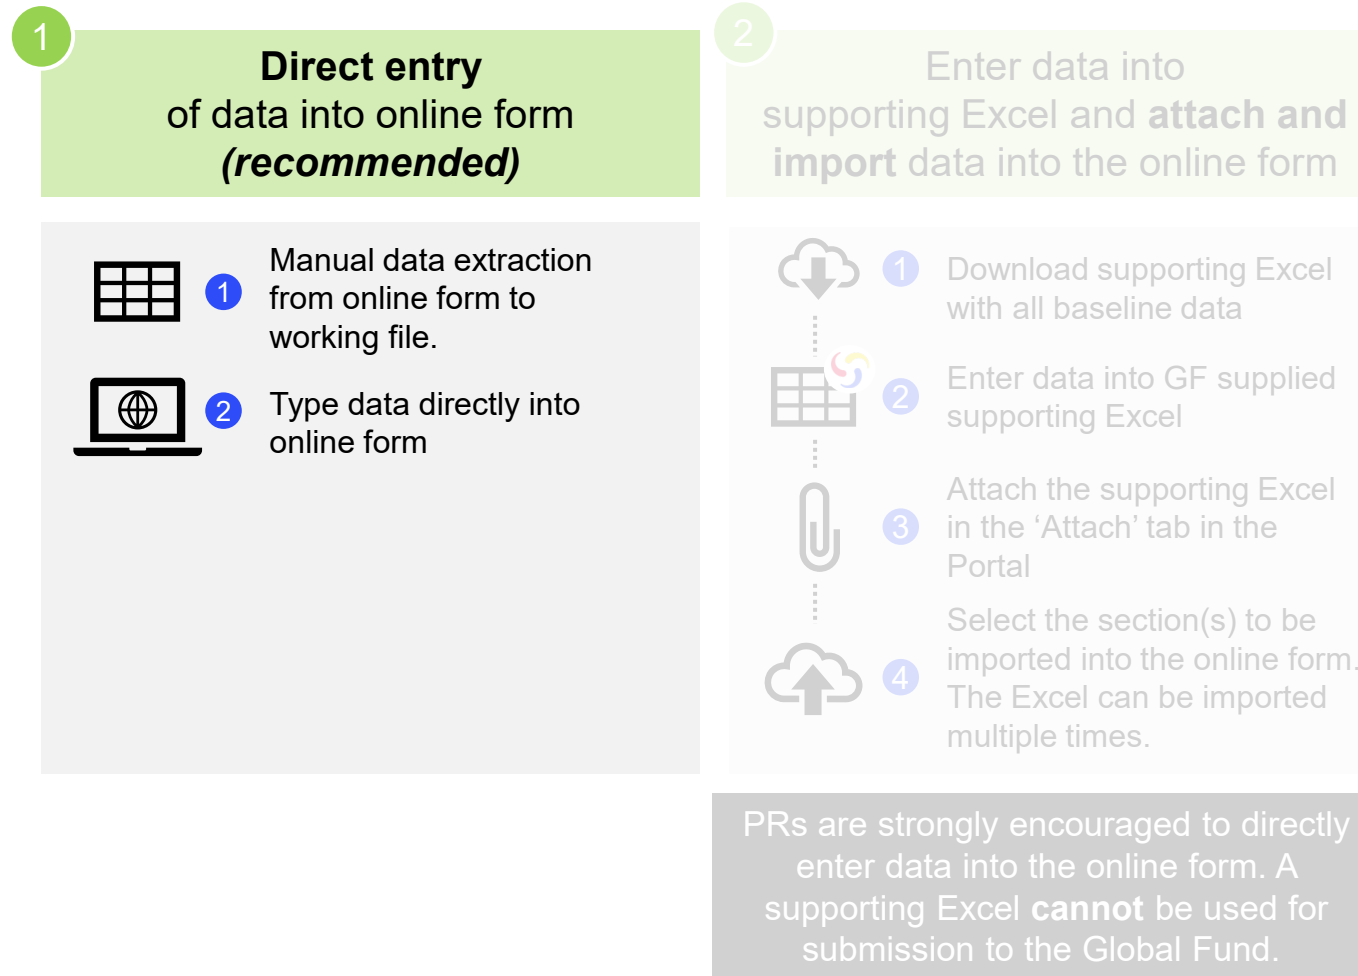 1
Direct entry
of data into online form
(recommended)
1
Manual data extraction
from online form to
working file.
2
Type data directly into
online form
2
Enter data into
supporting Excel and attach and
import data into the online form
1
Download supporting Excel
with all baseline data
2
Enter data into GF supplied
supporting Excel
3
Attach the supporting Excel
in the ‘Attach’ tab in the
Portal
4
Select the section(s) to be
imported into the online form.
The Excel can be imported
multiple times.
PRs are strongly encouraged to directly
enter data into the online form. A
supporting Excel cannot be used for
submission to the Global Fund.